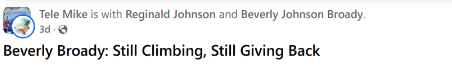 Tele Mike is with Reginald Johnson and Beverly Johnson Broady.
3d ·
Beverly Broady: Still Climbing, Still Giving Back